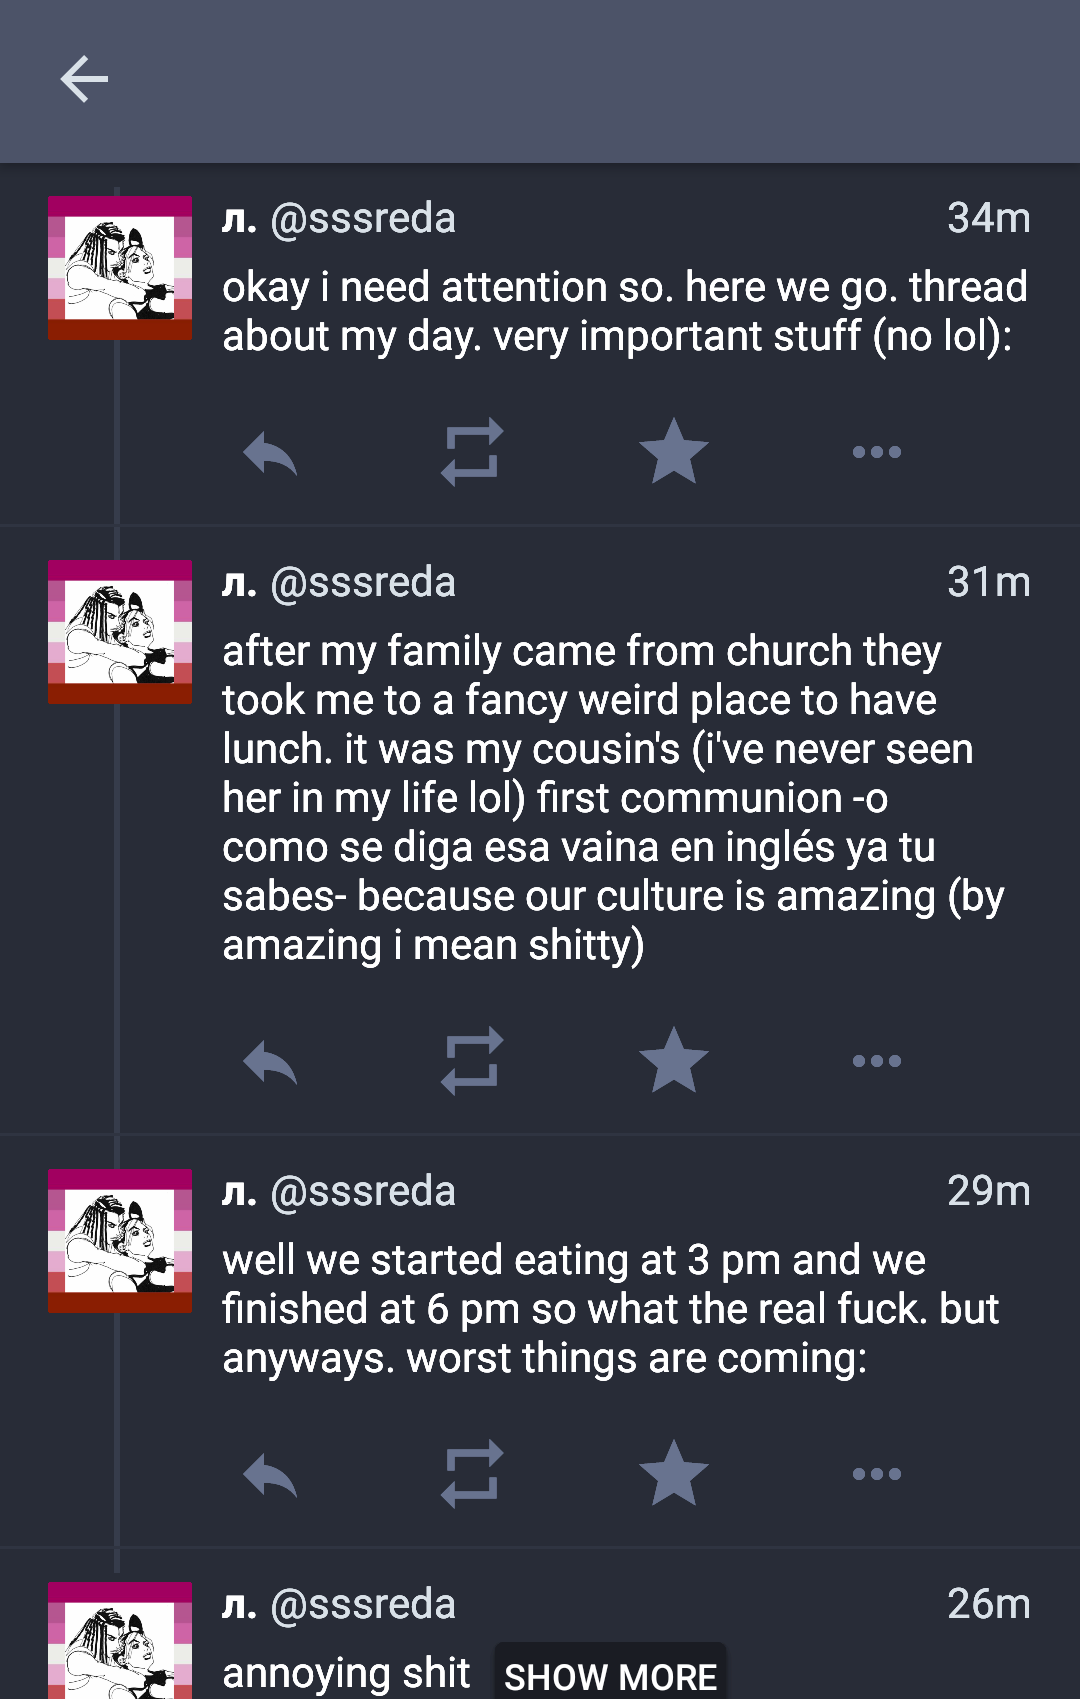 л. @sssreda 34m
okay i need attention so. here we go. thread
about my day. very important stuff (no lol):
л. @sssreda 31m
after my family came from church they
took me to a fancy weird place to have
lunch. it was my cousin's (i've never seen
her in my life lol) first communion -o
como se diga esa vaina en inglés ya tu
sabes- because our culture is amazing (by
amazing i mean shitty)
л. @sssreda 29m
well we started eating at 3 pm and we
finished at 6 pm so what the real fuck. but
anyways. worst things are coming:
л. @sssreda 26m
annoying shit SHOW MORE